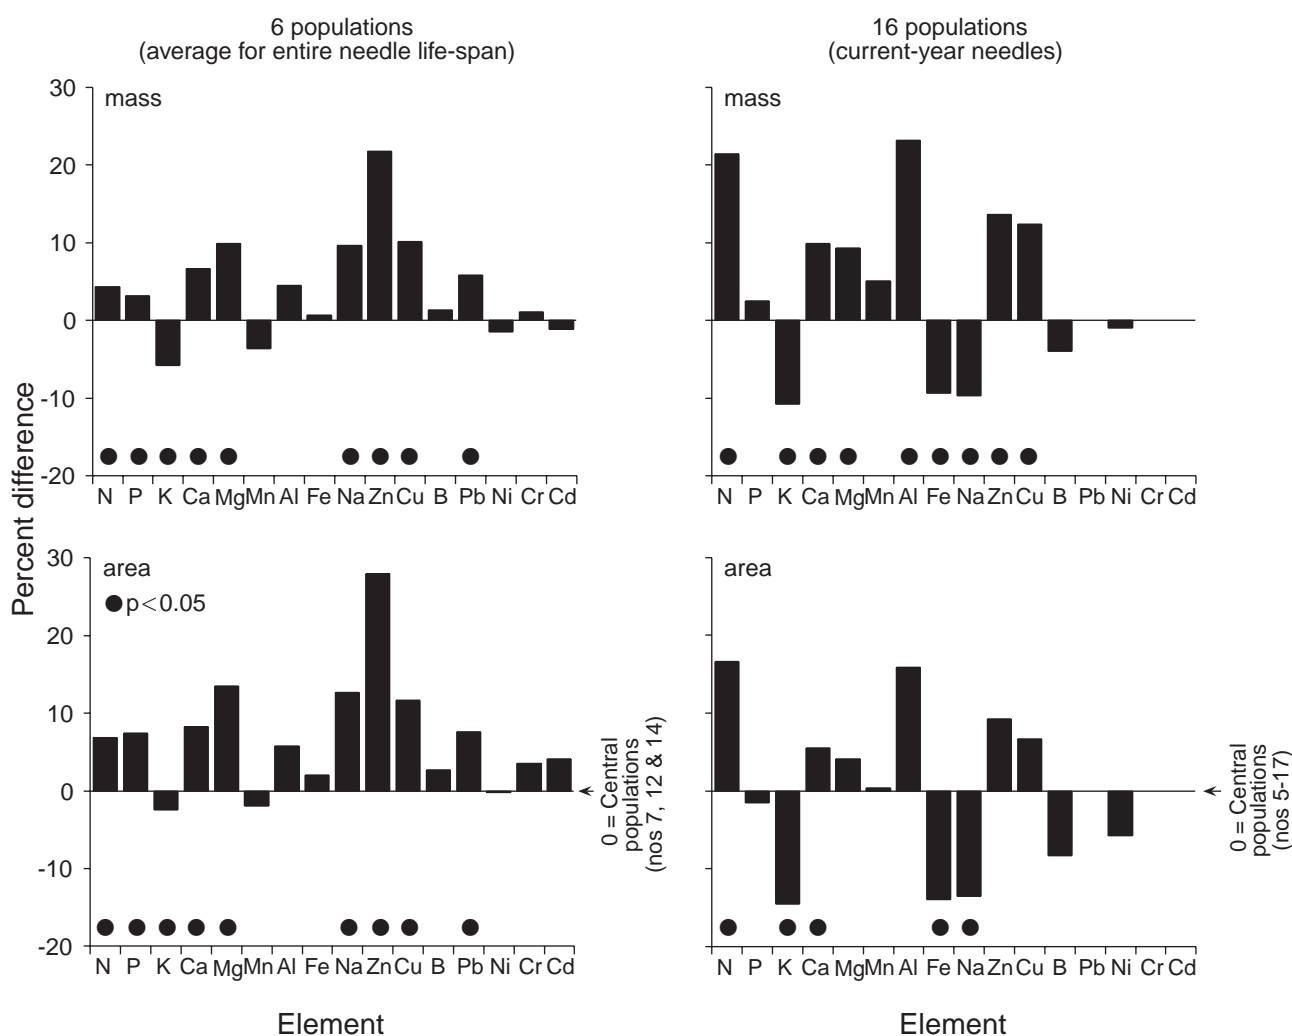 6 populations
(average for entire needle life-span)
16 populations
(current-year needles)
Percent difference
30
20
10
0
-10
-20
mass
N P K Ca Mg Mn Al Fe Na Zn Cu B Pb Ni Cr Cd
mass
N P K Ca Mg Mn Al Fe Na Zn Cu B Pb Ni Cr Cd
30
20
10
0
-10
-20
area
p<0.05
0 = Central
populations
(nos 7, 12 & 14)
N P K Ca Mg Mn Al Fe Na Zn Cu B Pb Ni Cr Cd
Element
area
0 = Central
populations
(nos 5-17)
N P K Ca Mg Mn Al Fe Na Zn Cu B Pb Ni Cr Cd
Element